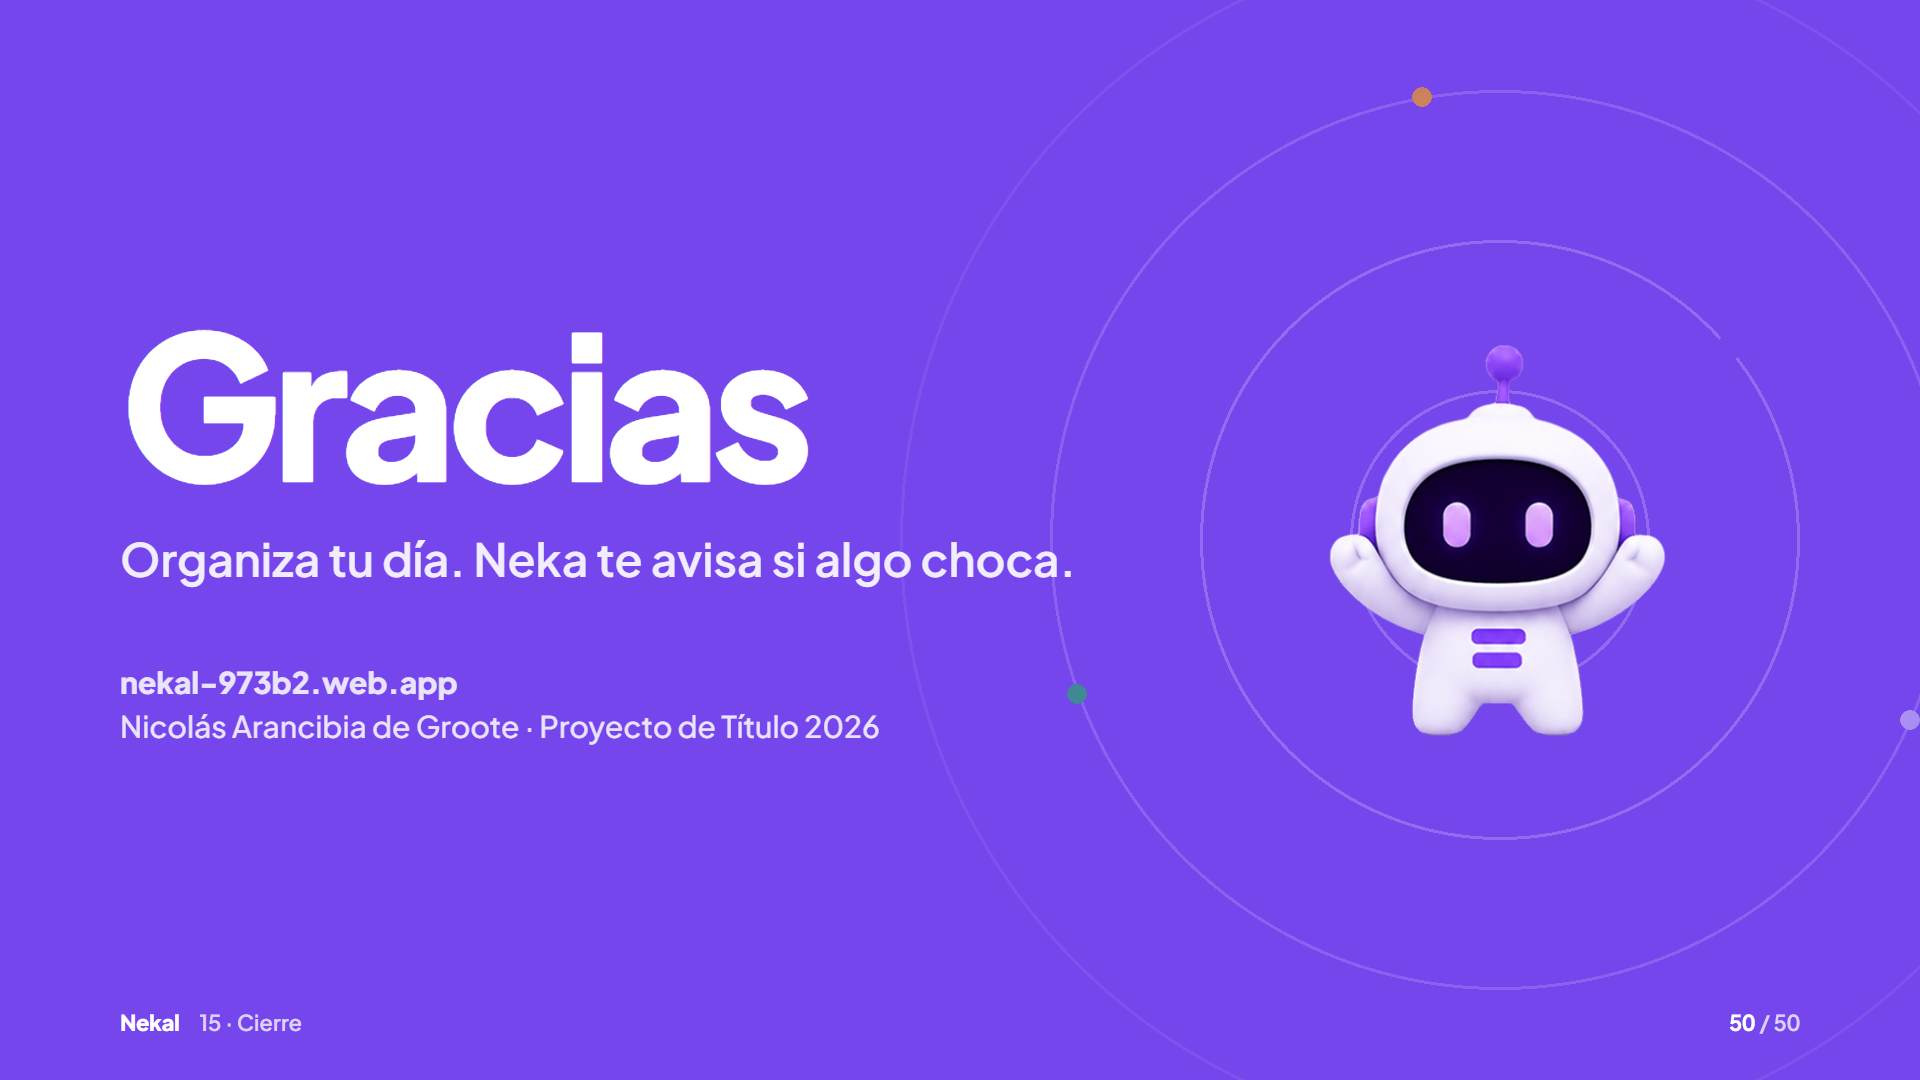 Gracias
Organiza tu día. Neka te avisa si algo choca.
nekal-973b2.web.app
Nicolás Arancibia de Groote · Proyecto de Título 2026
Nekal 15 · Cierre
50 / 50